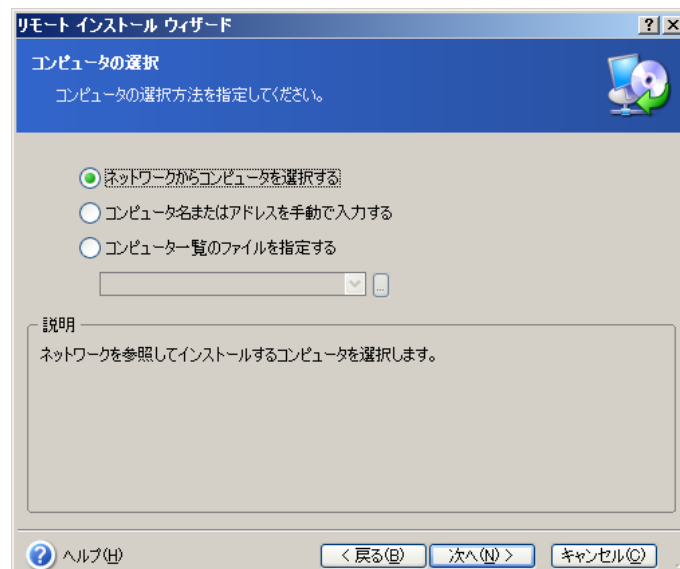 リモート インストール ウィザード
コンピュータの選択
コンピュータの選択方法を指定してください。
ネットワークからコンピュータを選択する
コンピュータ名またはアドレスを手動で入力する
コンピュータ一覧のファイルを指定する
...
説明
ネットワークを参照してインストールするコンピュータを選択します。
ヘルプ(H)
< 戻る(B)
次へ(N) >
キャンセル(C)